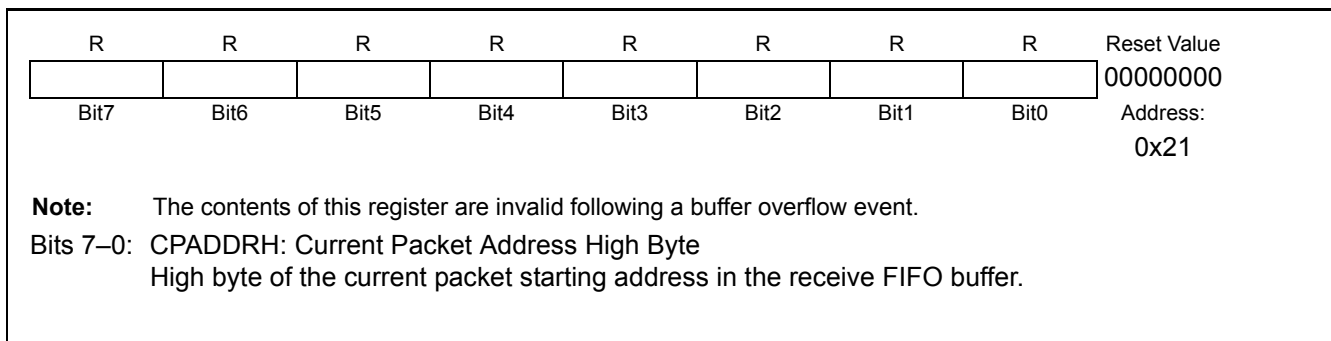 R R R R R R R R Reset Value
00000000
Bit7 Bit6 Bit5 Bit4 Bit3 Bit2 Bit1 Bit0 Address:
0x21
Note: The contents of this register are invalid following a buffer overflow event.
Bits 7–0: CPADDRH: Current Packet Address High Byte
High byte of the current packet starting address in the receive FIFO buffer.